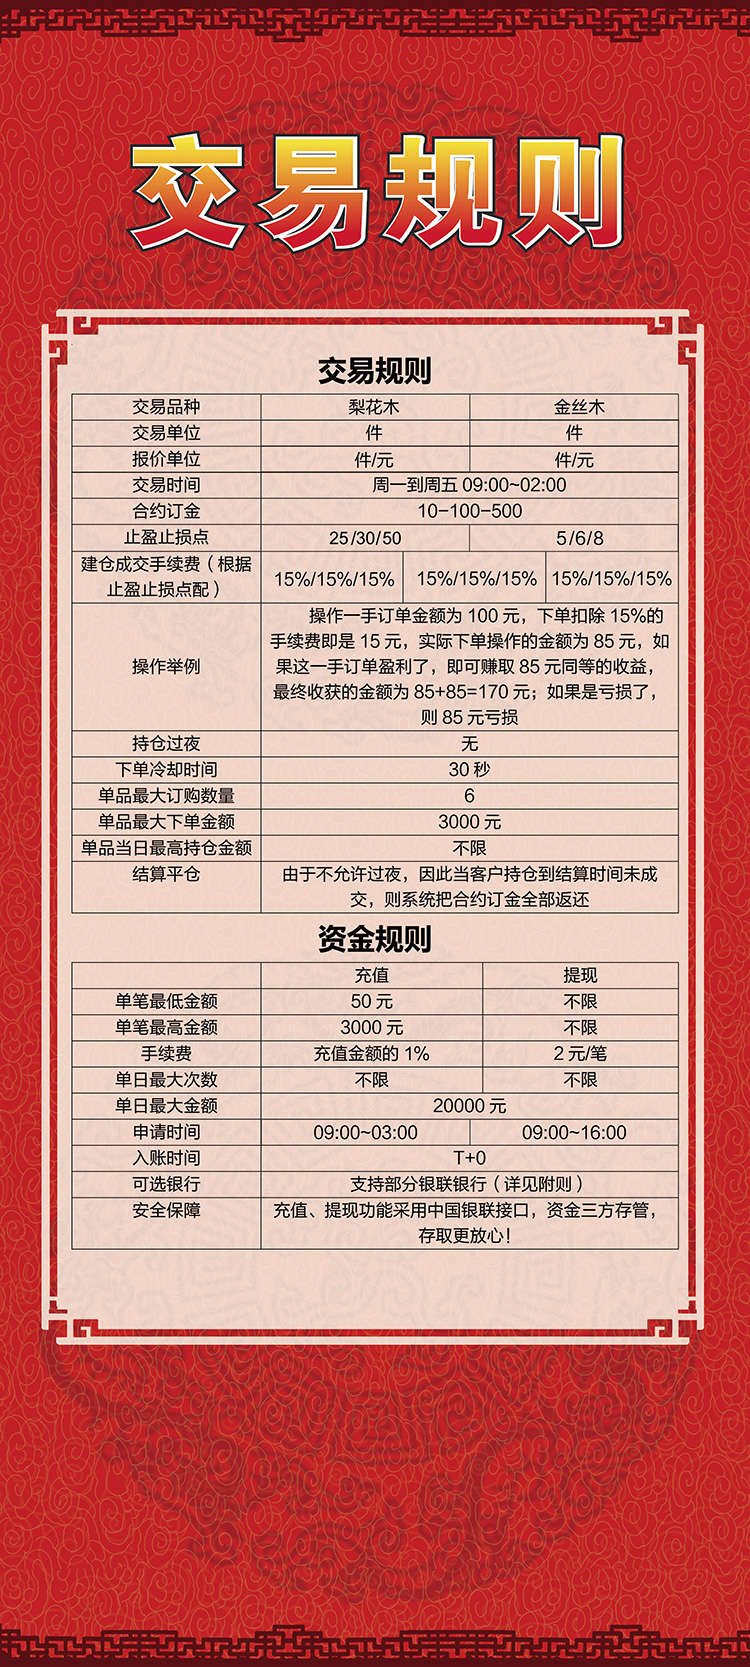 交易规则
交易规则
交易品种 梨花木 金丝木
交易单位 件 件
报价单位 件/元 件/元
交易时间 周一到周五 09:00~02:00
合约订金 10-100-500
止盈止损点 25/30/50 5/6/8
建仓成交手续费（根据
止盈止损点配） 15%/15%/15% 15%/15%/15% 15%/15%/15%
操作举例
操作一手订单金额为 100 元，下单扣除 15%的
手续费即是 15 元，实际下单操作的金额为 85 元，如
果这一手订单盈利了，即可赚取 85 元同等的收益，
最终收获的金额为 85+85=170 元；如果是亏损了，
则 85 元亏损
持仓过夜 无
下单冷却时间 30 秒
单品最大订购数量 6
单品最大下单金额 3000 元
单品当日最高持仓金额 不限
结算平仓 由于不允许过夜，因此当客户持仓到结算时间未成
交，则系统把合约订金全部返还
资金规则
充值 提现
单笔最低金额 50 元 不限
单笔最高金额 3000 元 不限
手续费 充值金额的 1% 2 元/笔
单日最大次数 不限 不限
单日最大金额 20000 元
申请时间 09:00~03:00 09:00~16:00
入账时间 T+0
可选银行 支持部分银联银行（详见附则）
安全保障 充值、提现功能采用中国银联接口，资金三方存管，
存取更放心！